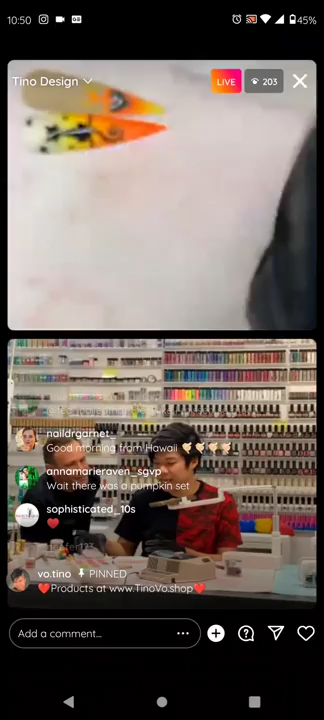 10:50
45%
Tino Design
LIVE
203
naildrgarnet
Good morning from Hawaii
annamarieraven_sgvp
Wait there was a pumpkin set
sophisticated_10s
vo.tino PINNED
Products at www.TinoVo.shop
Add a comment...